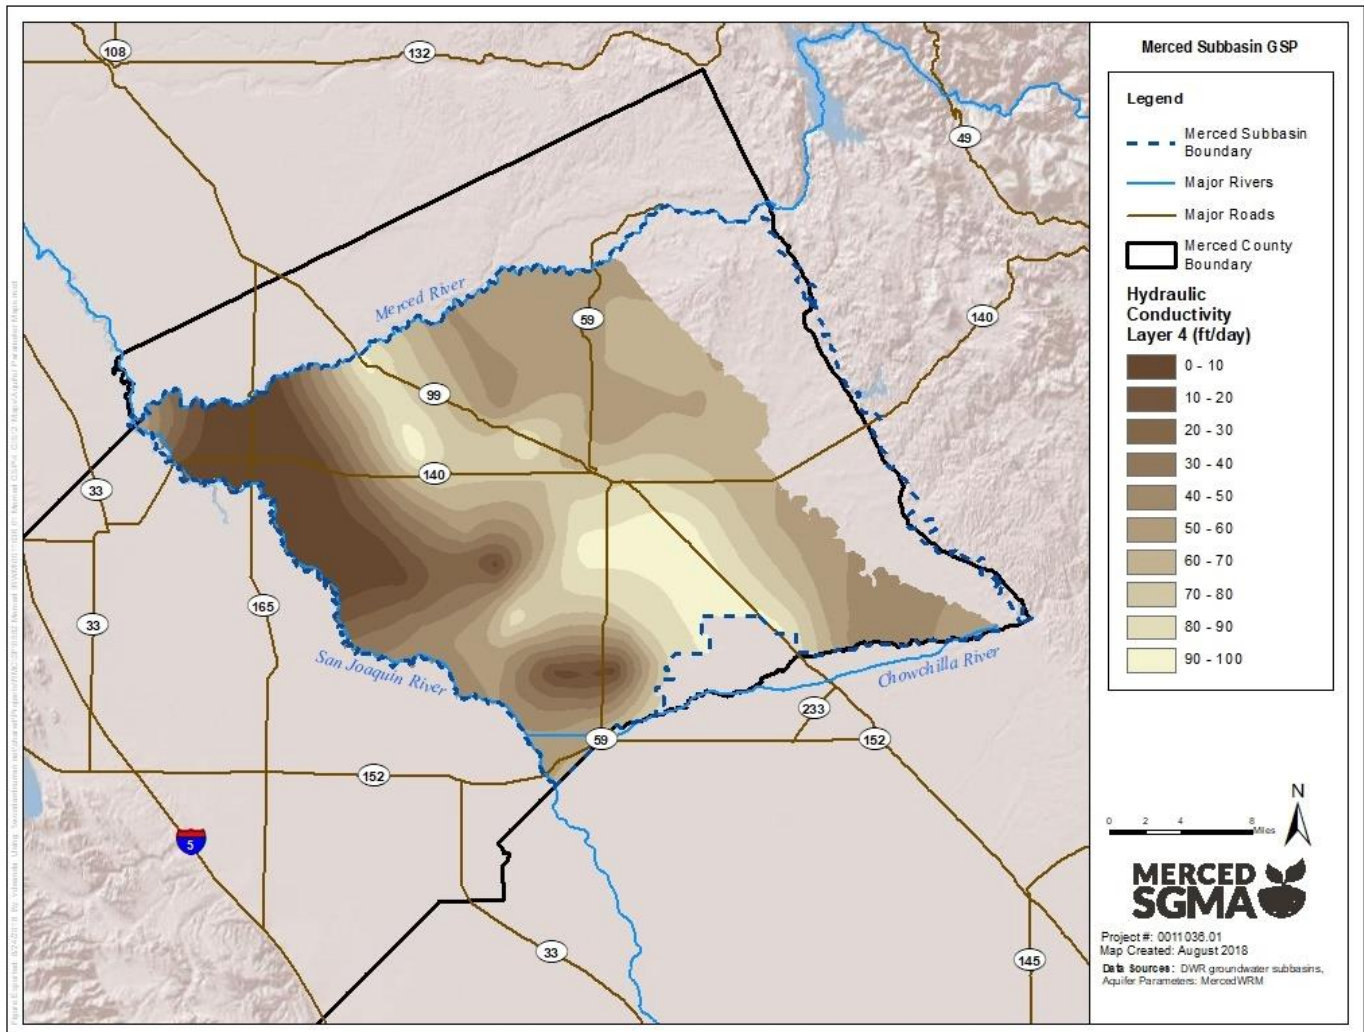 Merced Subbasin GSP
Legend
Merced Subbasin
Boundary
Major Rivers
Major Roads
Merced County
Boundary
Hydraulic
Conductivity
Layer 4 (ft/day)
0 - 10
10 - 20
20 - 30
30 - 40
40 - 50
50 - 60
60 - 70
70 - 80
80 - 90
90 - 100
108
132
49
Merced River
59
140
99
140
33
165
33
San Joaquin River
Chowchilla River
233
59
152
152
5
33
145
N
0 2 4 8
Miles
MERCED
SGMA
Project #: 0011036.01
Map Created: August 2018
Data Sources: DWR groundwater subbasins,
Aquifer Parameters: MercedWRM